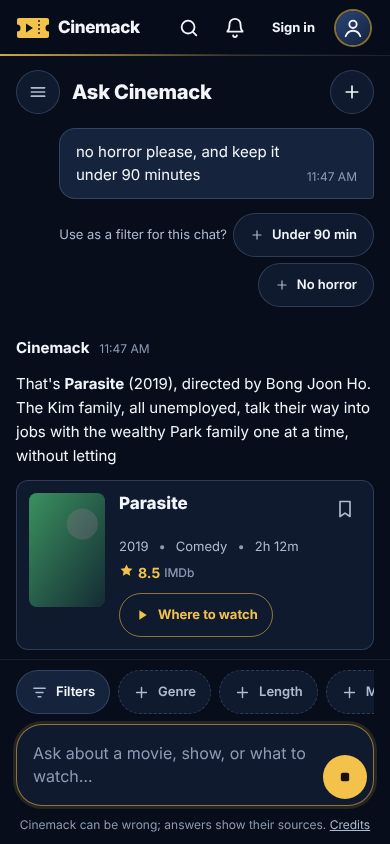 Cinemack
Sign in
Ask Cinemack
no horror please, and keep it
under 90 minutes
11:47 AM
Use as a filter for this chat?
+ Under 90 min
+ No horror
Cinemack 11:47 AM
That's Parasite (2019), directed by Bong Joon Ho.
The Kim family, all unemployed, talk their way into
jobs with the wealthy Park family one at a time,
without letting
Parasite
2019 • Comedy • 2h 12m
8.5 IMDb
Where to watch
Filters
+ Genre
+ Length
+ M
Ask about a movie, show, or what to
watch...
Cinemack can be wrong; answers show their sources. Credits